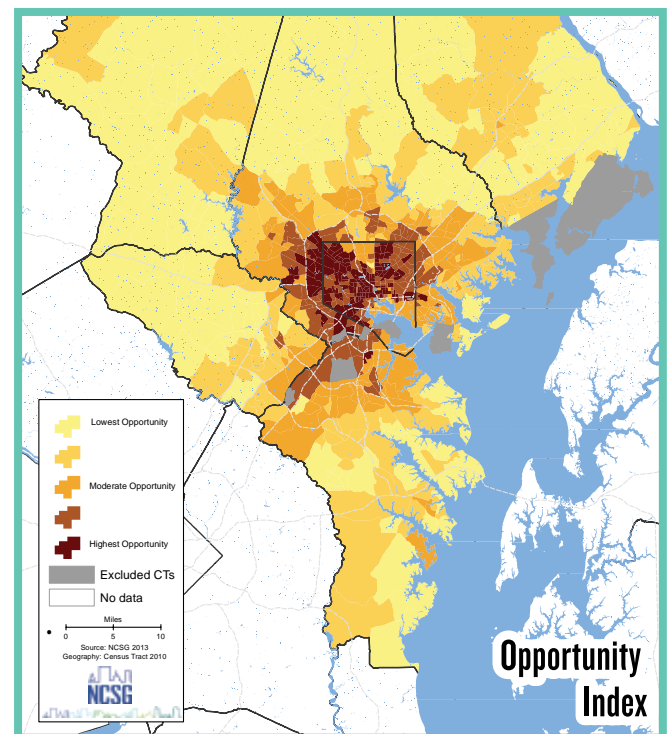 Lowest Opportunity
Moderate Opportunity
Highest Opportunity
Excluded CTs
No data
Miles
0 5 10
Source: NCSG 2013
Geography: Census Tract 2010
NCSG
Opportunity
Index